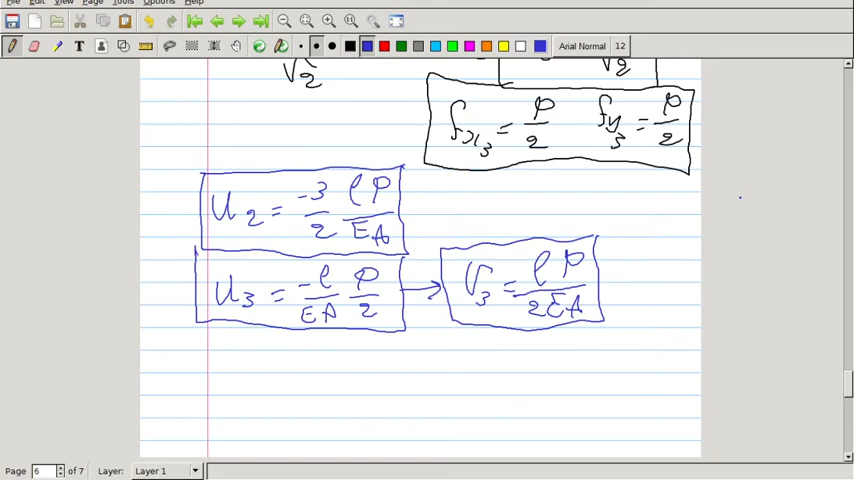 File Edit View Page Tools Options Help
Arial Normal 12
√2
√2
fx3 = P/2 fy3 = P/2
U2 = -3/2 lP/EA
U3 = -l/EA P/2 → V3 = lP/2EA
Page 6 of 7 Layer: Layer 1